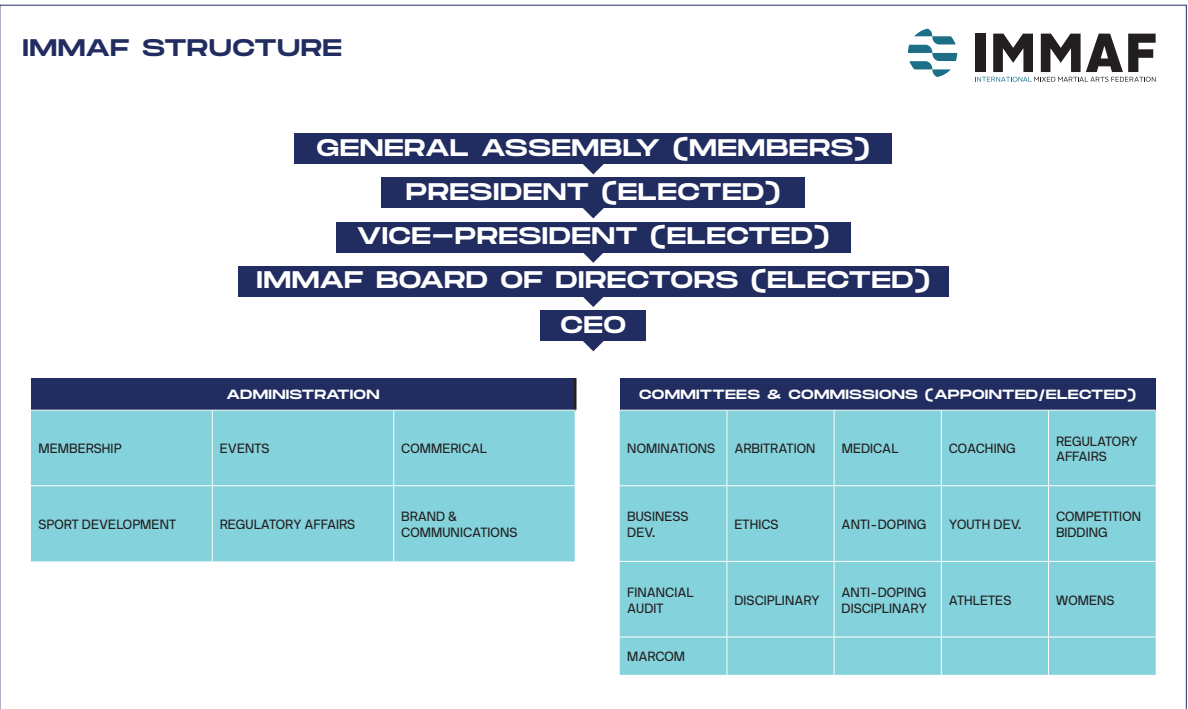 IMMAF STRUCTURE
IMMAF
INTERNATIONAL MIXED MARTIAL ARTS FEDERATION
GENERAL ASSEMBLY (MEMBERS)
PRESIDENT (ELECTED)
VICE-PRESIDENT (ELECTED)
IMMAF BOARD OF DIRECTORS (ELECTED)
CEO
ADMINISTRATION
MEMBERSHIP
EVENTS
COMMERICAL
SPORT DEVELOPMENT
REGULATORY AFFAIRS
BRAND &
COMMUNICATIONS
COMMITTEES & COMMISSIONS (APPOINTED/ELECTED)
NOMINATIONS
ARBITRATION
MEDICAL
COACHING
REGULATORY
AFFAIRS
BUSINESS
DEV.
ETHICS
ANTI-DOPING
YOUTH DEV.
COMPETITION
BIDDING
FINANCIAL
AUDIT
DISCIPLINARY
ANTI-DOPING
DISCIPLINARY
ATHLETES
WOMENS
MARCOM